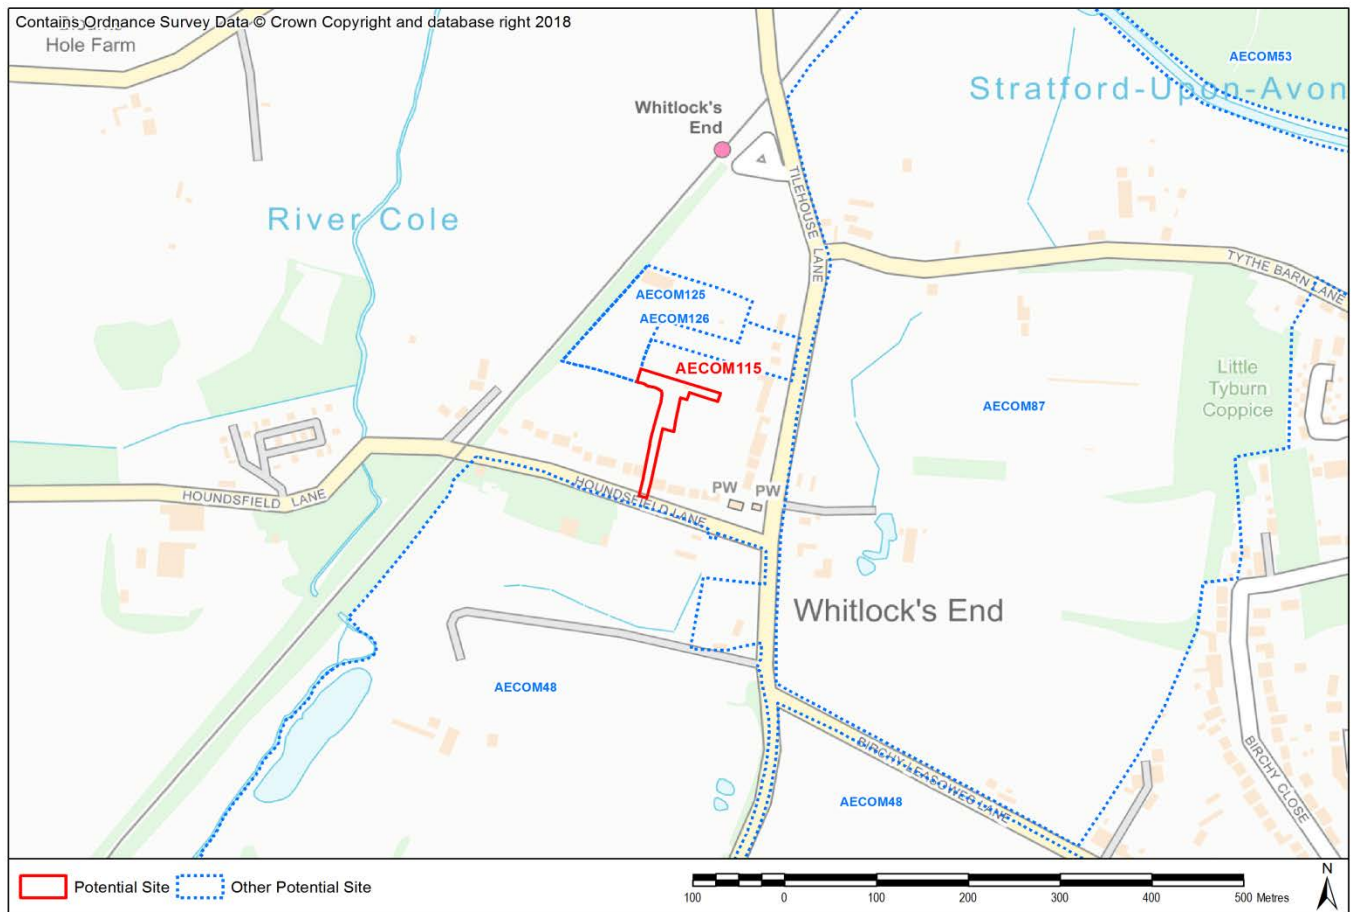 Contains Ordnance Survey Data © Crown Copyright and database right 2018
Hole Farm
AECOM53
Stratford-Upon-Avon
Whitlock's
End
TILEHOUSE LANE
River Cole
TYTHE BARN LANE
AECOM125
AECOM126
AECOM115
Little
Tyburn
Coppice
AECOM87
HOUNDSFIELD LANE
HOUNDSFIELD LANE
PW
PW
Whitlock's End
AECOM48
BIRCHY LEASOWES LANE
BIRCHY CLOSE
AECOM48
Potential Site
Other Potential Site
100 0 100 200 300 400 500 Metres
N